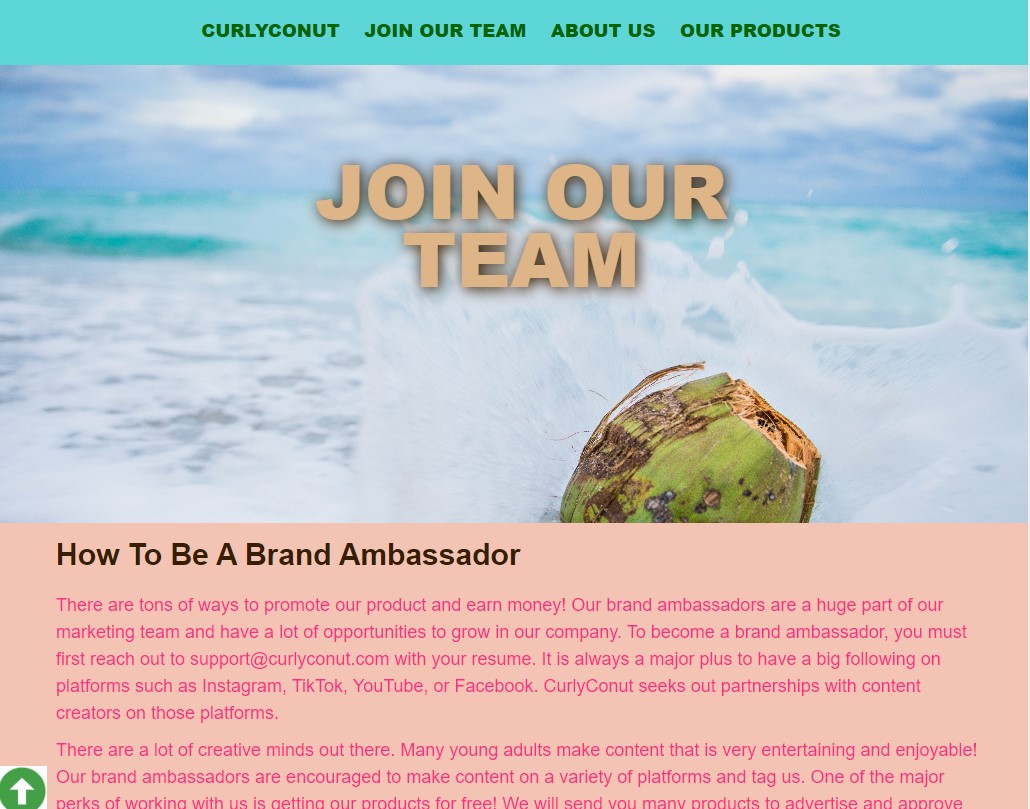 CURLYCONUT JOIN OUR TEAM ABOUT US OUR PRODUCTS
JOIN OUR
TEAM
How To Be A Brand Ambassador
There are tons of ways to promote our product and earn money! Our brand ambassadors are a huge part of our
marketing team and have a lot of opportunities to grow in our company. To become a brand ambassador, you must
first reach out to support@curlyconut.com with your resume. It is always a major plus to have a big following on
platforms such as Instagram, TikTok, YouTube, or Facebook. CurlyConut seeks out partnerships with content
creators on those platforms.
There are a lot of creative minds out there. Many young adults make content that is very entertaining and enjoyable!
Our brand ambassadors are encouraged to make content on a variety of platforms and tag us. One of the major
perks of working with us is getting our products for free! We will send you many products to advertise and approve